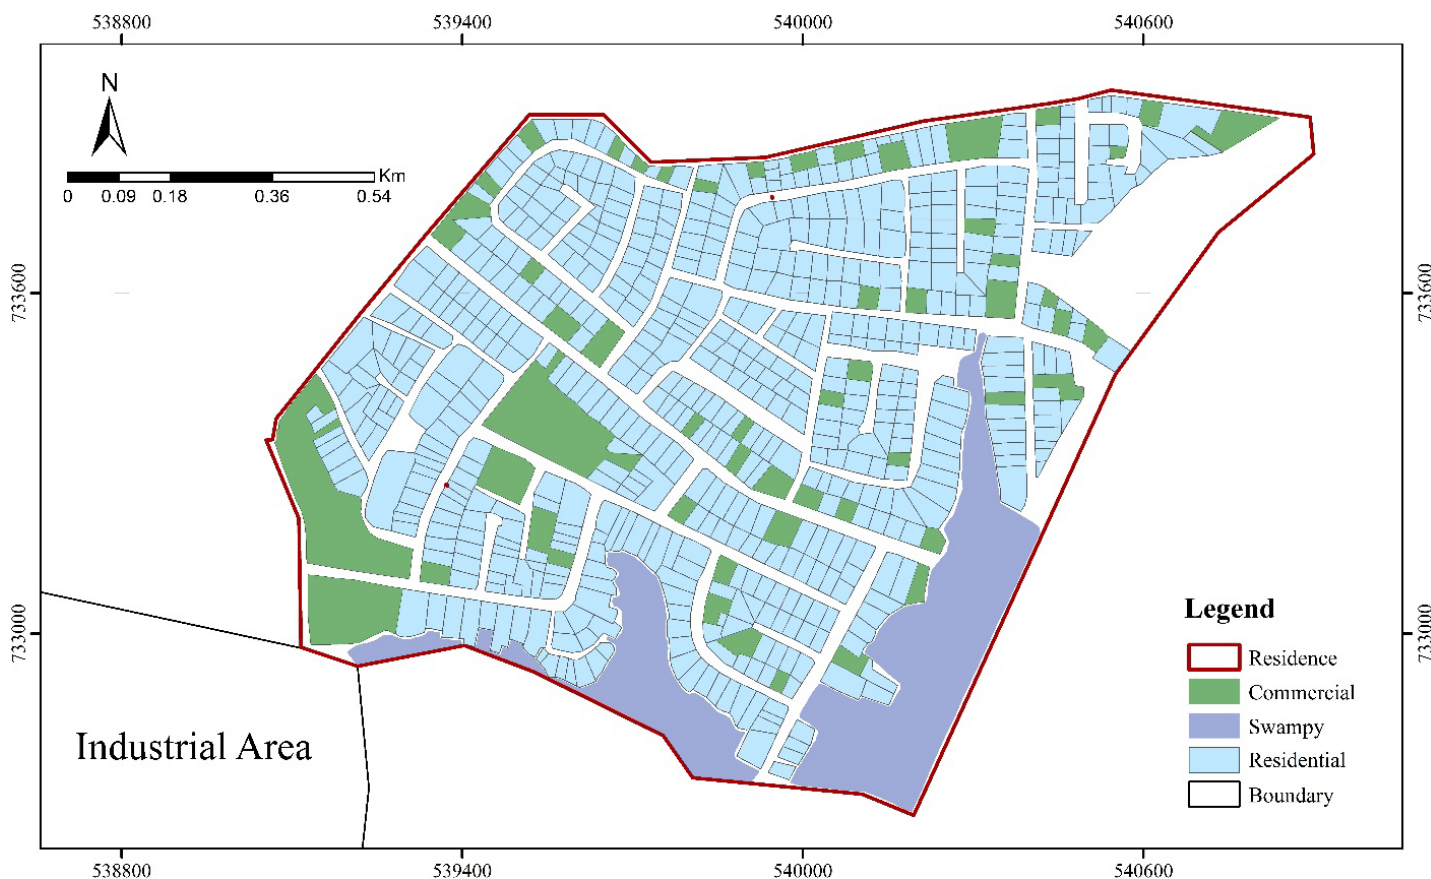 538800 539400 540000 540600
N
Km
0 0.09 0.18 0.36 0.54
733600 733600
733000 733000
Legend
Residence
Commercial
Swampy
Residential
Boundary
Industrial Area
538800 539400 540000 540600